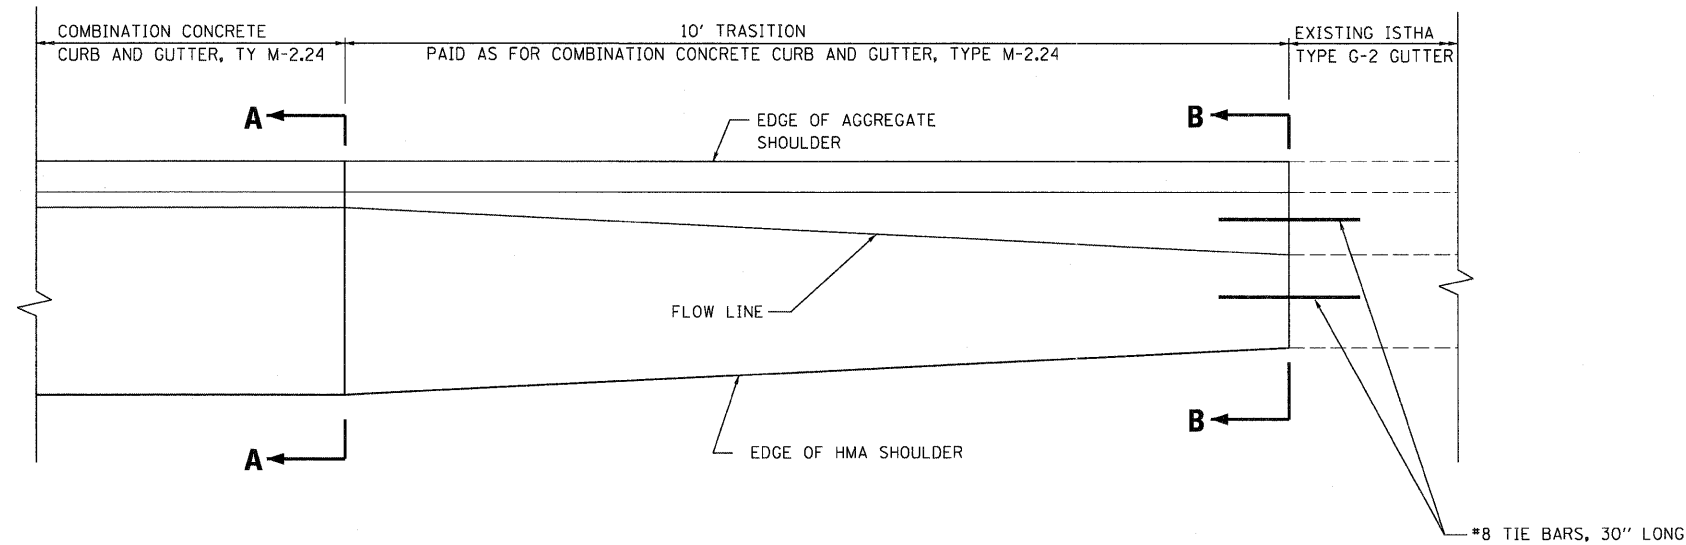 COMBINATION CONCRETE
CURB AND GUTTER, TY M-2.24
10' TRASITION
PAID AS FOR COMBINATION CONCRETE CURB AND GUTTER, TYPE M-2.24
EXISTING ISTHA
TYPE G-2 GUTTER
A
B
EDGE OF AGGREGATE
SHOULDER
FLOW LINE
A
B
EDGE OF HMA SHOULDER
#8 TIE BARS, 30" LONG